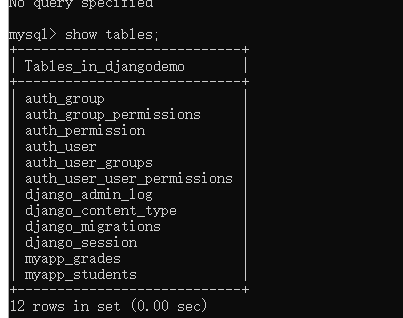 No query specified
mysql> show tables;
+----------------------------+
| Tables_in_djangodemo       |
+----------------------------+
| auth_group                 |
| auth_group_permissions     |
| auth_permission            |
| auth_user                  |
| auth_user_groups           |
| auth_user_user_permissions |
| django_admin_log           |
| django_content_type        |
| django_migrations          |
| django_session             |
| myapp_grades               |
| myapp_students             |
+----------------------------+
12 rows in set (0.00 sec)